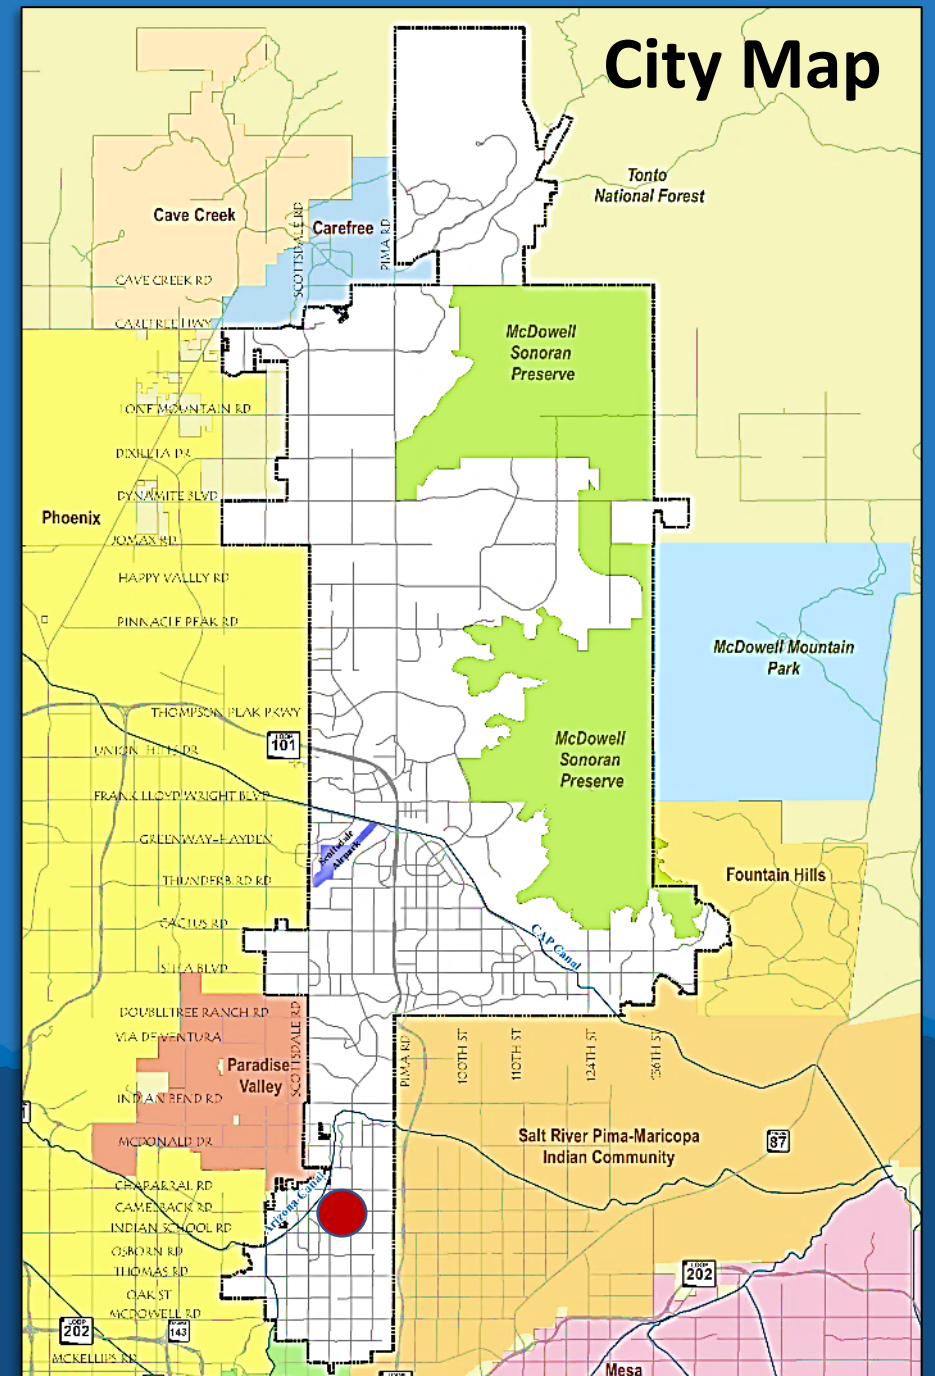 City Map
Tonto
National Forest
Cave Creek
Carefree
SCOTTSDALE RD
PIMA RD
CAVE CREEK RD
CAREFREE HWY
McDowell
Sonoran
Preserve
LONE MOUNTAIN RD
DIXILETA DR
DYNAMITE BLVD
Phoenix
JOMAX RD
HAPPY VALLEY RD
PINNACLE PEAK RD
McDowell Mountain
Park
THOMPSON PEAK PKWY
LOOP
101
UNION HILLS DR
McDowell
Sonoran
Preserve
FRANK LLOYD WRIGHT BLVD
GREENWAY-HAYDEN
Scottsdale
Airpark
THUNDERBIRD RD
Fountain Hills
CACTUS RD
CAP Canal
SHEA BLVD
DOUBLETREE RANCH RD
VIA DE VENTURA
SCOTTSDALE RD
PIMA RD
100TH ST
110TH ST
124TH ST
136TH ST
Paradise
Valley
INDIAN BEND RD
MCDONALD DR
Salt River Pima-Maricopa
Indian Community
87
CHAPARRAL RD
Arizona Canal
CAMELBACK RD
INDIAN SCHOOL RD
OSBORN RD
THOMAS RD
LOOP
202
OAK ST
MCDOWELL RD
LOOP
202
143
MCKELLIPS RD
Mesa
LOOP